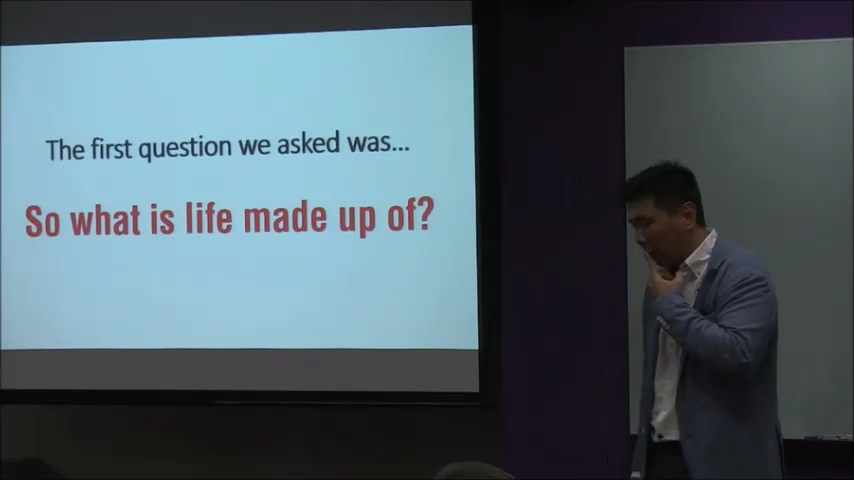 The first question we asked was...
So what is life made up of?